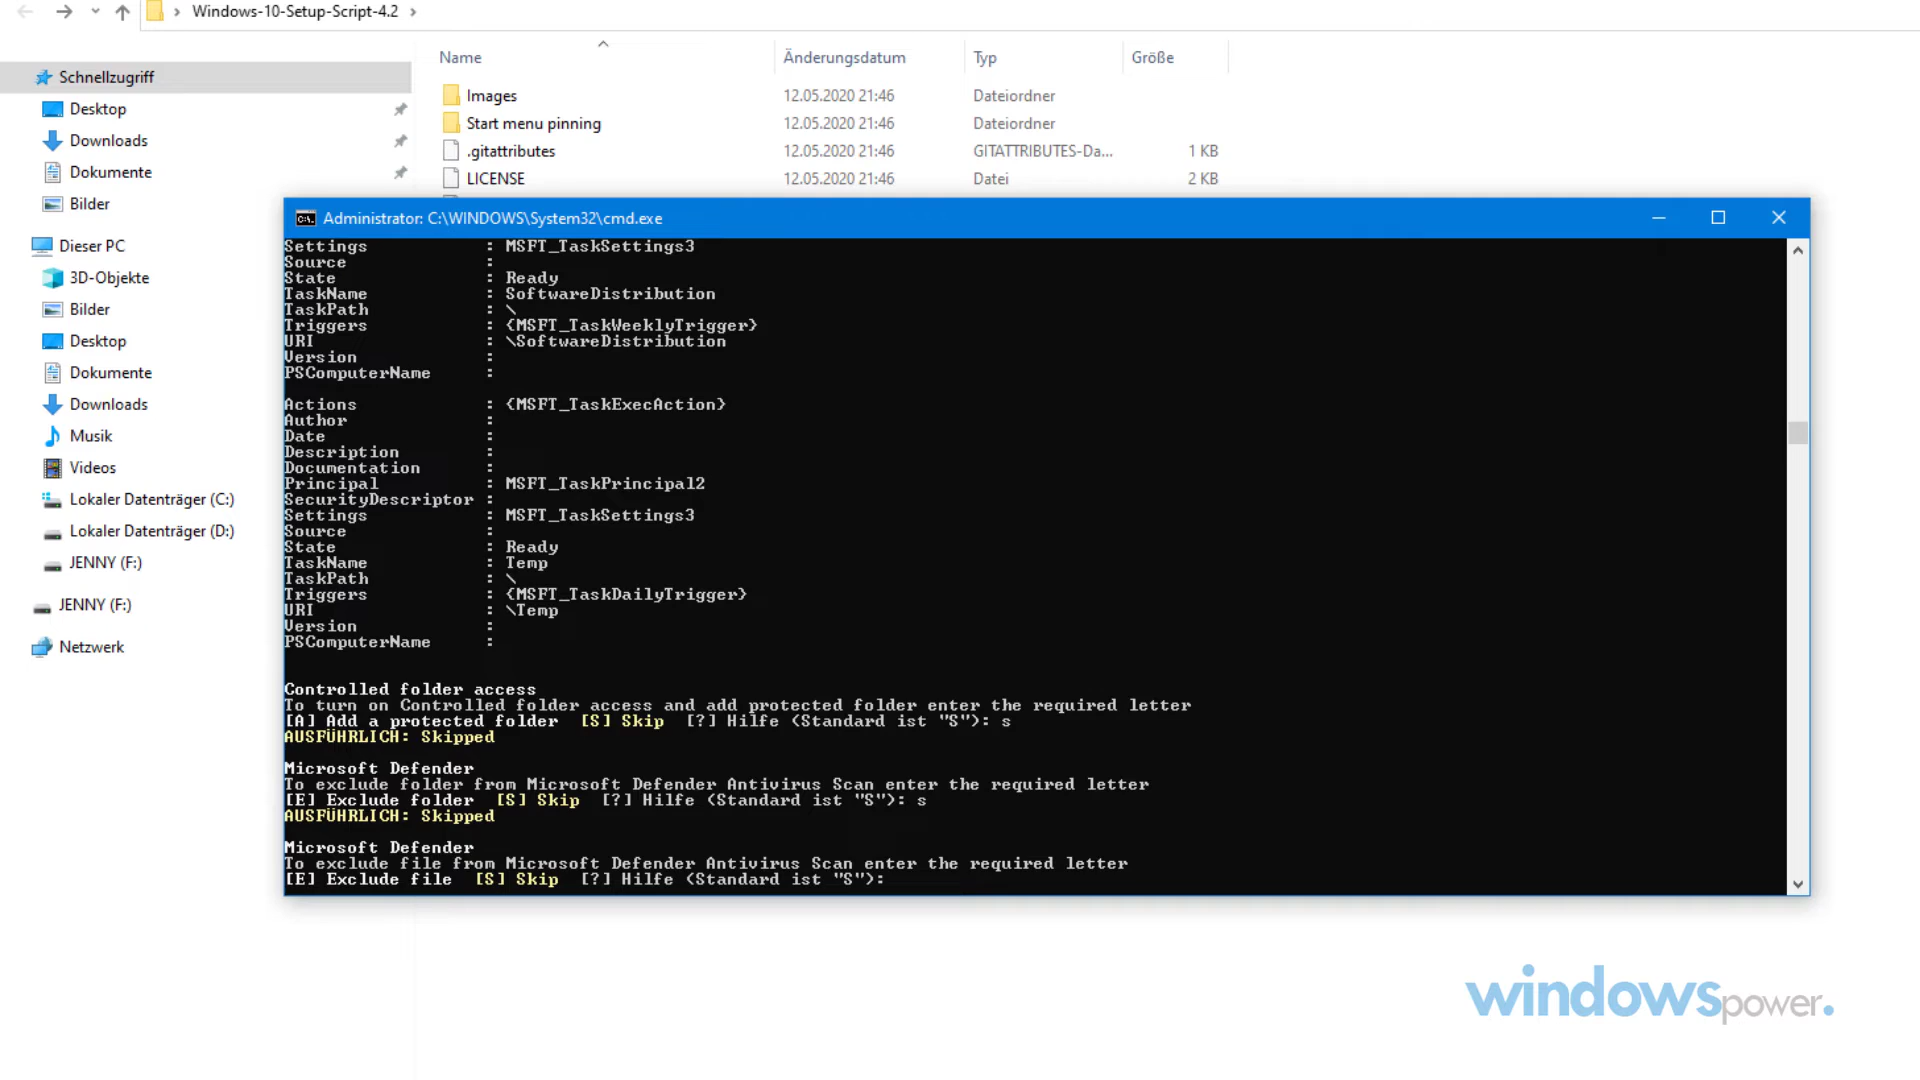 Windows-10-Setup-Script-4.2
Name Änderungsdatum Typ Größe
Schnellzugriff
Desktop
Downloads
Dokumente
Bilder
Dieser PC
3D-Objekte
Bilder
Desktop
Dokumente
Downloads
Musik
Videos
Lokaler Datenträger (C:)
Lokaler Datenträger (D:)
JENNY (F:)
JENNY (F:)
Netzwerk
Images 12.05.2020 21:46 Dateiordner
Start menu pinning 12.05.2020 21:46 Dateiordner
.gitattributes 12.05.2020 21:46 GITATTRIBUTES-Da... 1 KB
LICENSE 12.05.2020 21:46 Datei 2 KB
Administrator: C:\WINDOWS\System32\cmd.exe
Settings : MSFT_TaskSettings3
Source :
State : Ready
TaskName : SoftwareDistribution
TaskPath : \
Triggers : {MSFT_TaskWeeklyTrigger}
URI : \SoftwareDistribution
Version :
PSComputerName :
Actions : {MSFT_TaskExecAction}
Author :
Date :
Description :
Documentation :
Principal : MSFT_TaskPrincipal2
SecurityDescriptor :
Settings : MSFT_TaskSettings3
Source :
State : Ready
TaskName : Temp
TaskPath : \
Triggers : {MSFT_TaskDailyTrigger}
URI : \Temp
Version :
PSComputerName :
Controlled folder access
To turn on Controlled folder access and add protected folder enter the required letter
[A] Add a protected folder [S] Skip [?] Hilfe (Standard ist "S"): s
AUSFÜHRLICH: Skipped
Microsoft Defender
To exclude folder from Microsoft Defender Antivirus Scan enter the required letter
[E] Exclude folder [S] Skip [?] Hilfe (Standard ist "S"): s
AUSFÜHRLICH: Skipped
Microsoft Defender
To exclude file from Microsoft Defender Antivirus Scan enter the required letter
[E] Exclude file [S] Skip [?] Hilfe (Standard ist "S"):
windowspower.